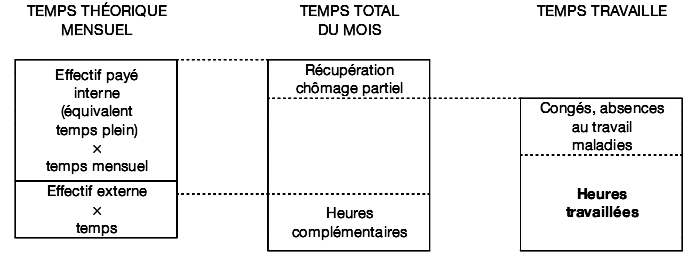 TEMPS THÉORIQUE
MENSUEL
TEMPS TOTAL
DU MOIS
TEMPS TRAVAILLE
Effectif payé
interne
(équivalent
temps plein)
×
temps mensuel
Effectif externe
×
temps
Récupération
chômage partiel
Heures
complémentaires
Congés, absences
au travail
maladies
Heures
travaillées